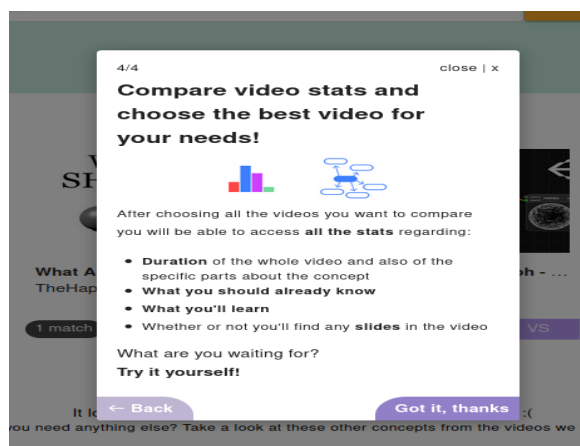 4/4 close | x
Compare video stats and
choose the best video for
your needs!
After choosing all the videos you want to compare
you will be able to access all the stats regarding:
• Duration of the whole video and also of the
specific parts about the concept
• What you should already know
• What you'll learn
• Whether or not you'll find any slides in the video
What are you waiting for?
Try it yourself!
← Back Got it, thanks
What A
TheHap
1 match
VS
:(
you need anything else? Take a look at these other concepts from the videos we